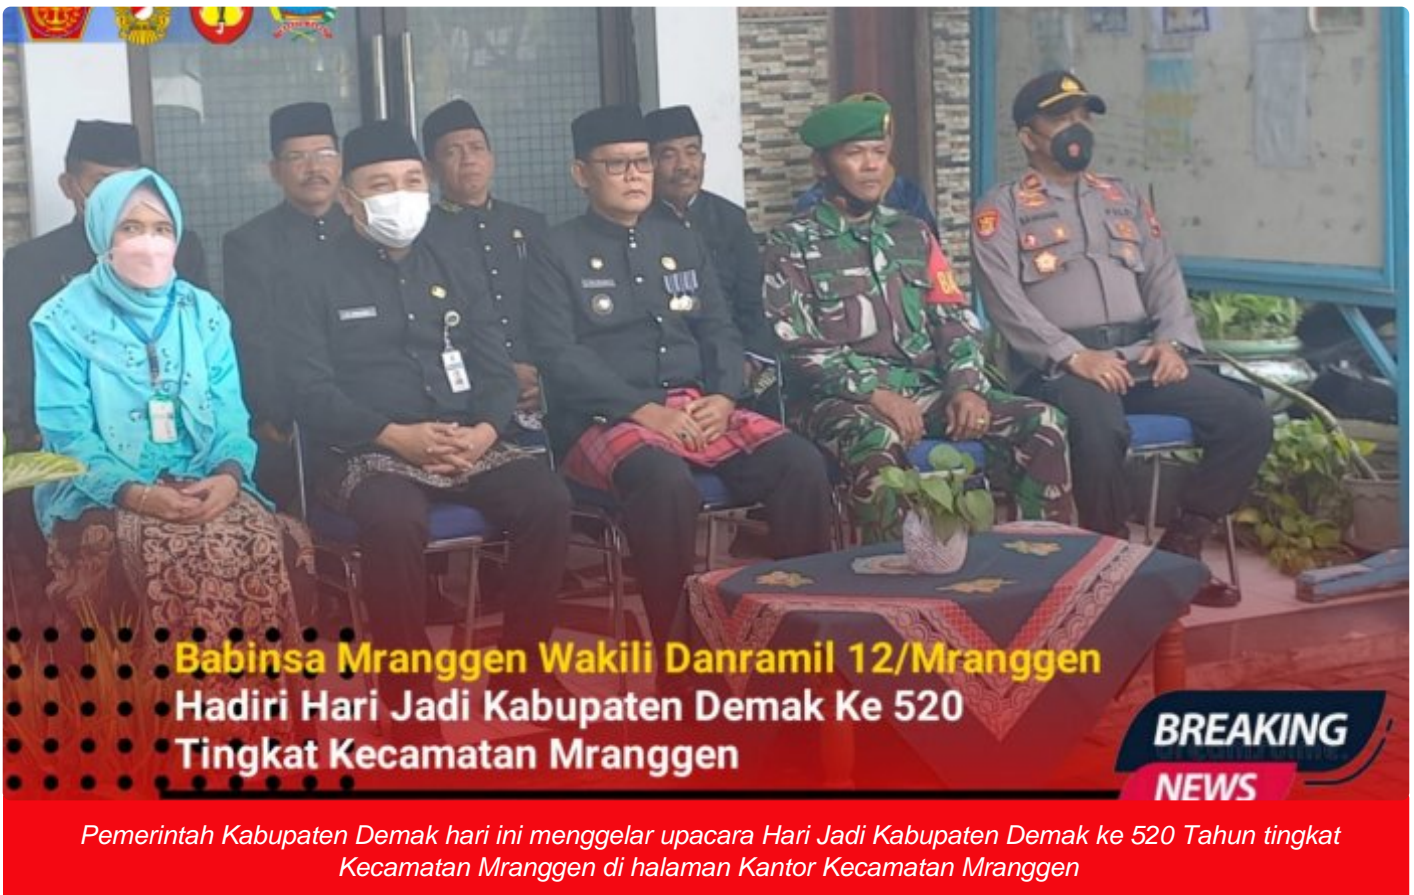 Babinsa Mranggen Wakili Danramil 12/Mranggen
Hadiri Hari Jadi Kabupaten Demak Ke 520
Tingkat Kecamatan Mranggen
BREAKING
NEWS
Pemerintah Kabupaten Demak hari ini menggelar upacara Hari Jadi Kabupaten Demak ke 520 Tahun tingkat
Kecamatan Mranggen di halaman Kantor Kecamatan Mranggen